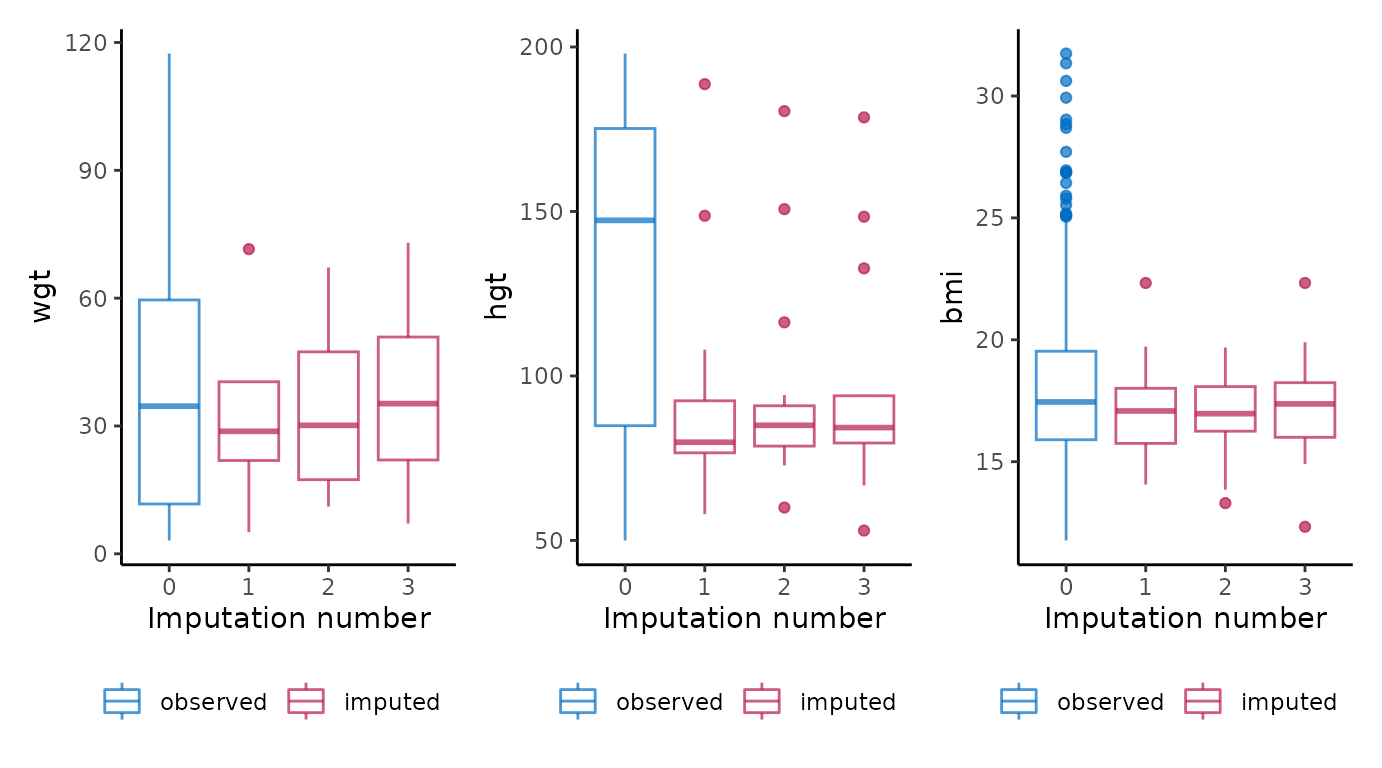 wgt
120
90
60
30
0
0 1 2 3
Imputation number
observed imputed
hgt
200
150
100
50
0 1 2 3
Imputation number
observed imputed
bmi
30
25
20
15
0 1 2 3
Imputation number
observed imputed